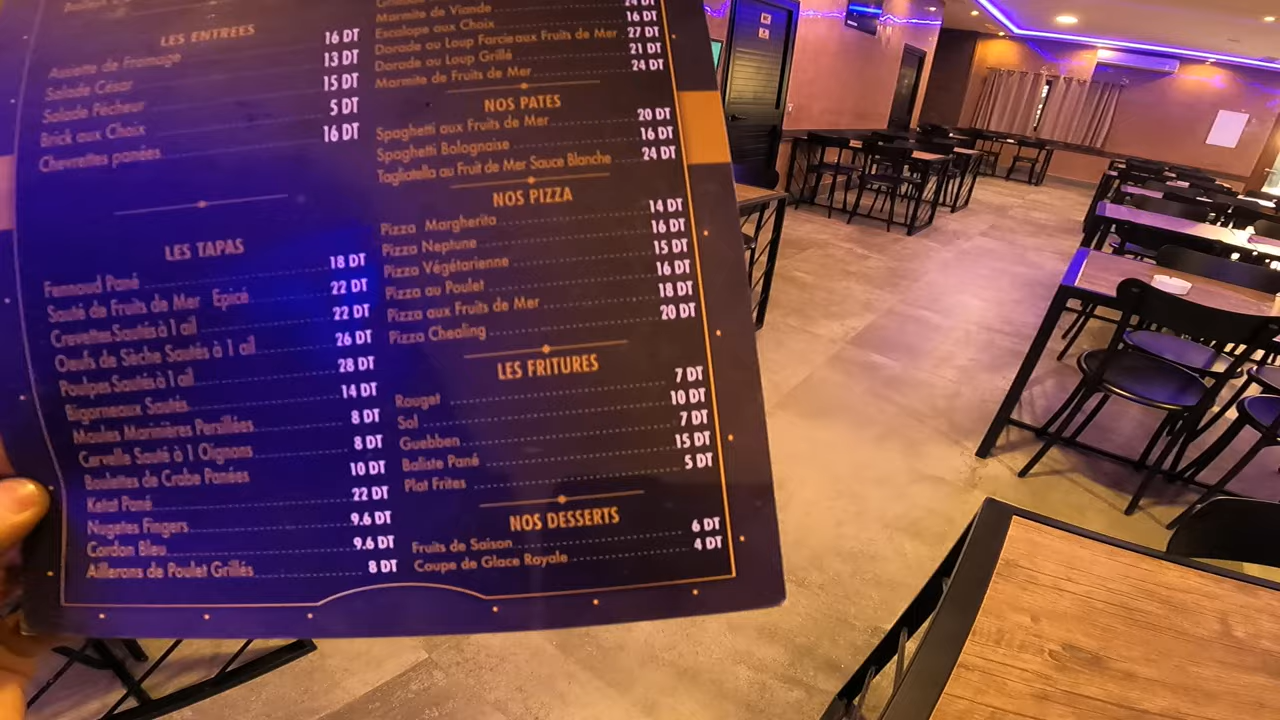 LES ENTREES
Assiette de Fromage 16 DT
Salade César 13 DT
Salade Pêcheur 15 DT
Brick aux Choix 5 DT
Chevrettes panées 16 DT
LES TAPAS
Fennaud Pané 18 DT
Sauté de Fruits de Mer Epicé 22 DT
Crevettes Sautés à l ail 22 DT
Oeufs de Sèche Sautés à l ail 26 DT
Poulpes Sautés à l ail 28 DT
Bigorneaux Sautés 14 DT
Moules Marinières Persillées 8 DT
Carvelle Sauté à l Oignons 8 DT
Boulettes de Crabe Panées 10 DT
Ketat Pané 22 DT
Nugetes Fingers 9.6 DT
Cordon Bleu 9.6 DT
Aillerons de Poulet Grillés 8 DT
Marmite de Viande 24 DT
Escalope aux Choix 16 DT
Dorade ou Loup Farcie aux Fruits de Mer 27 DT
Dorade ou Loup Grillé 21 DT
Marmite de Fruits de Mer 24 DT
NOS PATES
Spaghetti aux Fruits de Mer 20 DT
Spaghetti Bolognaise 16 DT
Tagliatella au Fruit de Mer Sauce Blanche 24 DT
NOS PIZZA
Pizza Margherita 14 DT
Pizza Neptune 16 DT
Pizza Végétarienne 15 DT
Pizza au Poulet 16 DT
Pizza aux Fruits de Mer 18 DT
Pizza Chealing 20 DT
LES FRITURES
Rouget 7 DT
Sol 10 DT
Guebben 7 DT
Baliste Pané 15 DT
Plat Frites 5 DT
NOS DESSERTS
Fruits de Saison 6 DT
Coupe de Glace Royale 4 DT